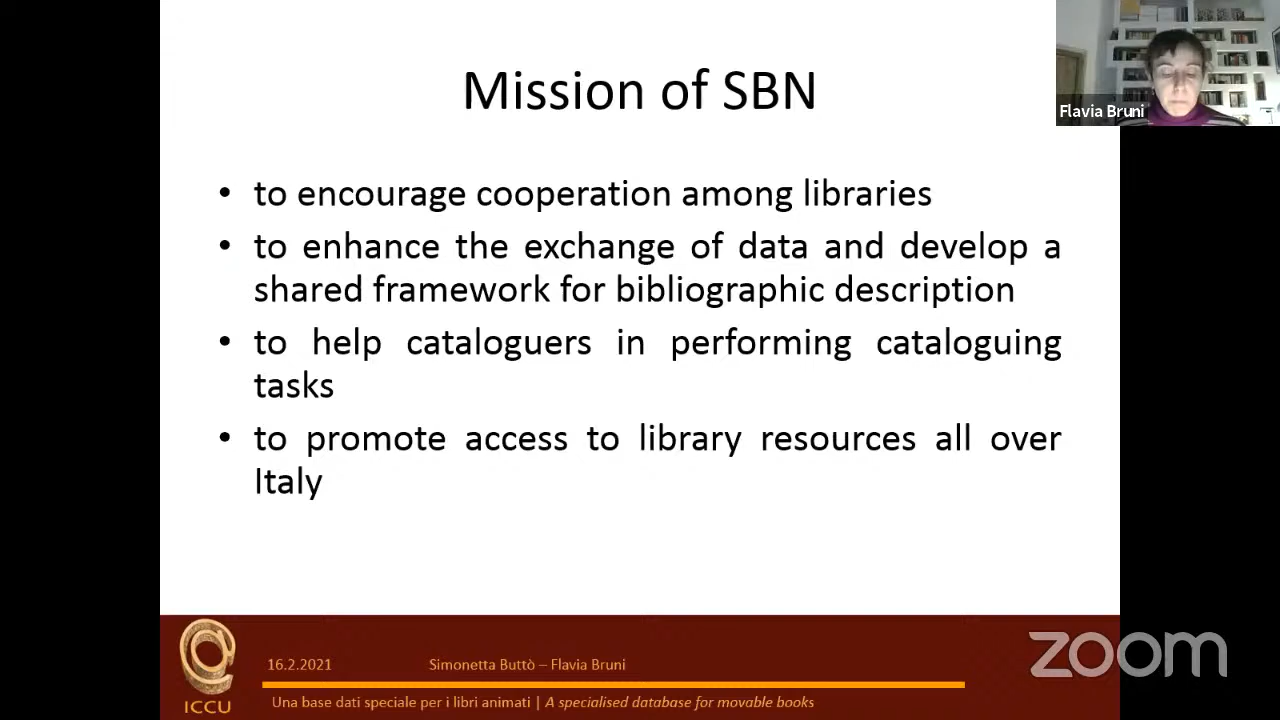 Mission of SBN
Flavia Bruni
• to encourage cooperation among libraries
• to enhance the exchange of data and develop a
shared framework for bibliographic description
• to help cataloguers in performing cataloguing
tasks
• to promote access to library resources all over
Italy
ICCU
16.2.2021 Simonetta Buttò – Flavia Bruni
Una base dati speciale per i libri animati | A specialised database for movable books
zoom